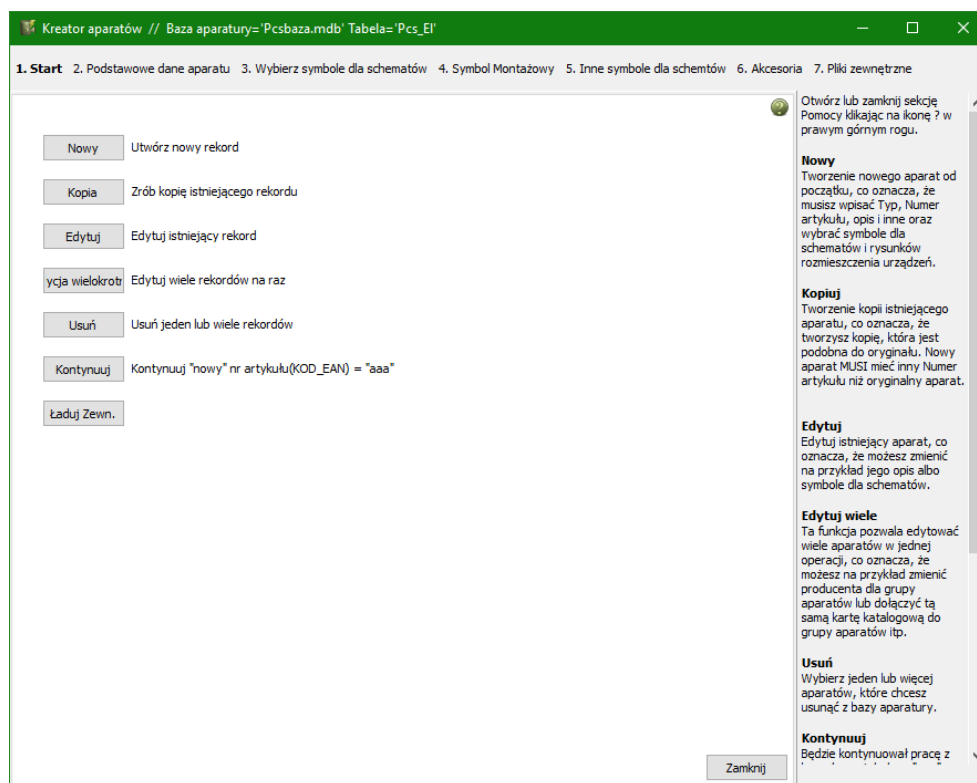 Kreator aparatów // Baza aparatury='Pcsbaza.mdb' Tabela='Pcs_El'
1. Start 2. Podstawowe dane aparatu 3. Wybierz symbole dla schematów 4. Symbol Montażowy 5. Inne symbole dla schemtów 6. Akcesoria 7. Pliki zewnętrzne
Nowy Utwórz nowy rekord
Kopia Zrób kopię istniejącego rekordu
Edytuj Edytuj istniejący rekord
ycja wielokrotr Edytuj wiele rekordów na raz
Usuń Usuń jeden lub wiele rekordów
Kontynuuj Kontynuuj "nowy" nr artykułu(KOD_EAN) = "aaa"
Ładuj Zewn.
Zamknij
Otwórz lub zamknij sekcję
Pomocy klikając na ikonę ? w
prawym górnym rogu.
Nowy
Tworzenie nowego aparat od
początku, co oznacza, że
musisz wpisać Typ, Numer
artykułu, opis i inne oraz
wybrać symbole dla
schematów i rysunków
rozmieszczenia urządzeń.
Kopiuj
Tworzenie kopii istniejącego
aparatu, co oznacza, że
tworzysz kopię, która jest
podobna do oryginału. Nowy
aparat MUSI mieć inny Numer
artykułu niż oryginalny aparat.
Edytuj
Edytuj istniejący aparat, co
oznacza, że możesz zmienić
na przykład jego opis albo
symbole dla schematów.
Edytuj wiele
Ta funkcja pozwala edytować
wiele aparatów w jednej
operacji, co oznacza, że
możesz na przykład zmienić
producenta dla grupy
aparatów lub dołączyć tą
samą kartę katalogową do
grupy aparatów itp.
Usuń
Wybierz jeden lub więcej
aparatów, które chcesz
usunąć z bazy aparatury.
Kontynuuj
Będzie kontynuował pracę z